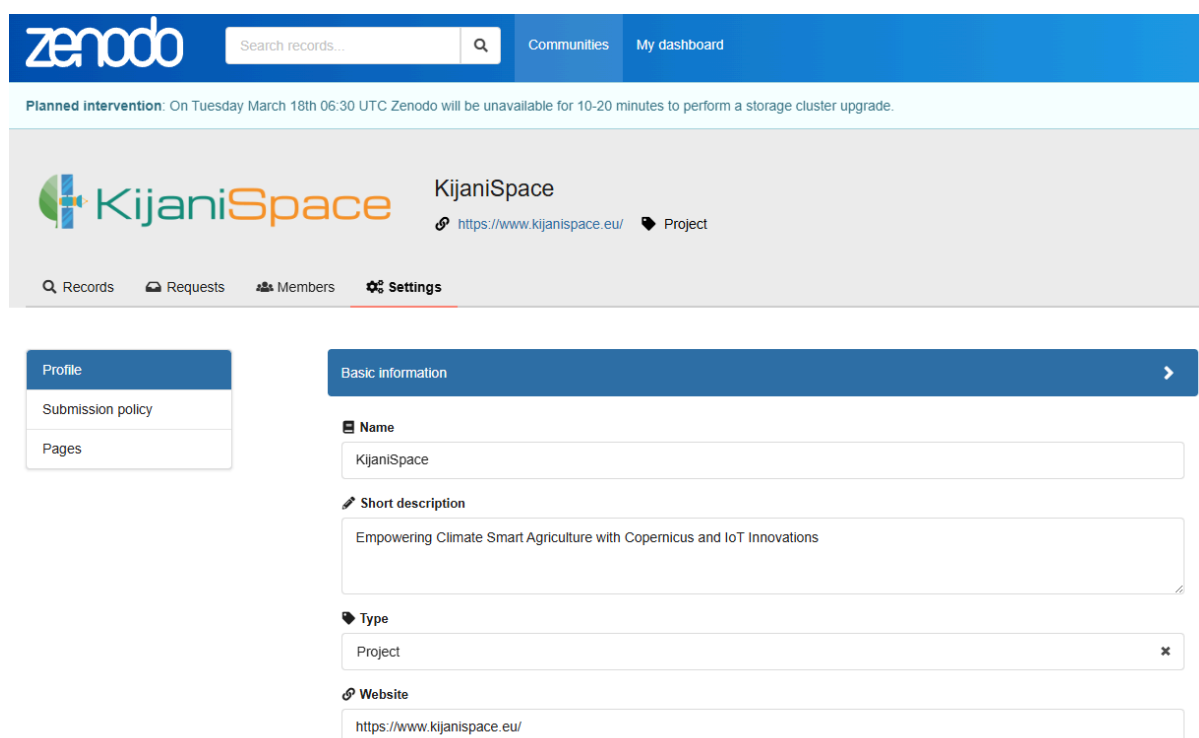 zenodo
Search records...
Communities
My dashboard
Planned intervention: On Tuesday March 18th 06:30 UTC Zenodo will be unavailable for 10-20 minutes to perform a storage cluster upgrade.
KijaniSpace
KijaniSpace
https://www.kijanispace.eu/ Project
Records
Requests
Members
Settings
Profile
Submission policy
Pages
Basic information
Name
KijaniSpace
Short description
Empowering Climate Smart Agriculture with Copernicus and IoT Innovations
Type
Project
Website
https://www.kijanispace.eu/